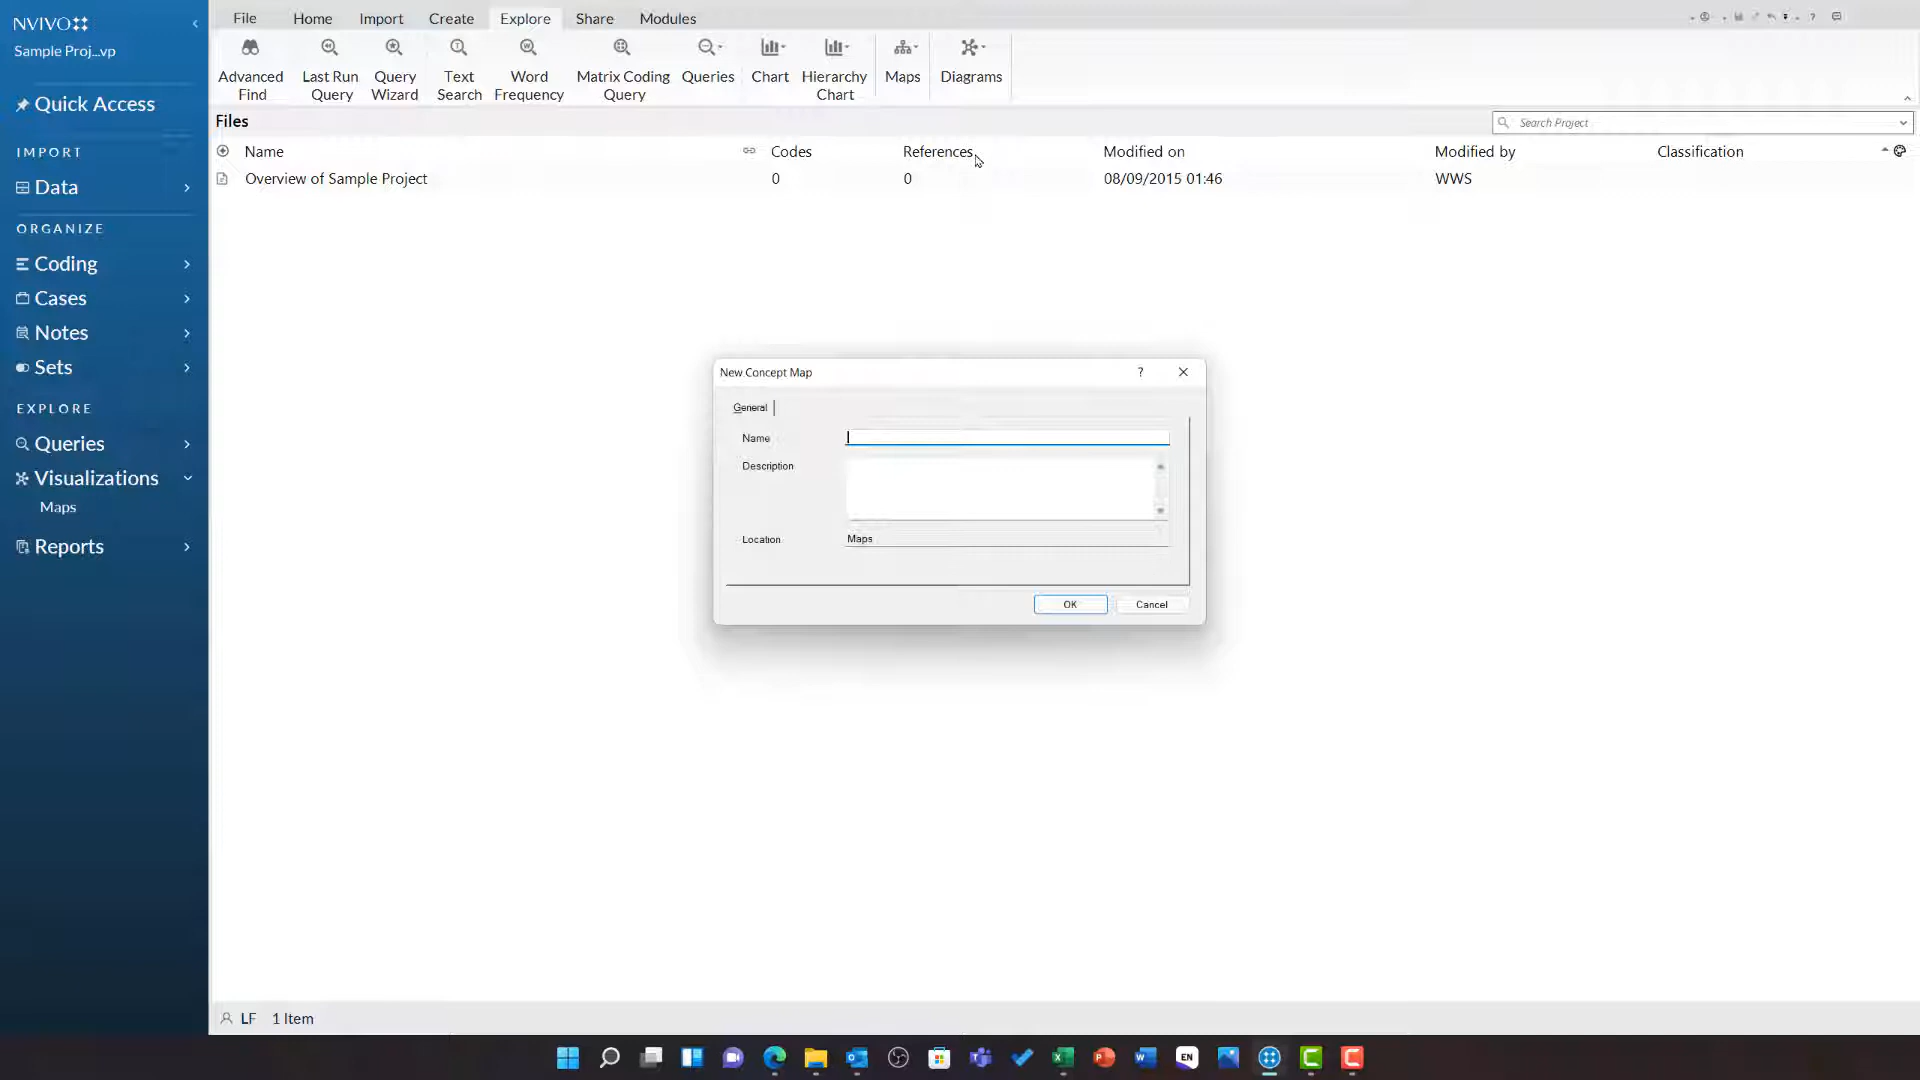 NVIVO
Sample Proj...vp
File Home Import Create Explore Share Modules
Advanced Find
Last Run Query
Query Wizard
Text Search
Word Frequency
Matrix Coding Query
Queries
Chart
Hierarchy Chart
Maps
Diagrams
Quick Access
IMPORT
Data
ORGANIZE
Coding
Cases
Notes
Sets
EXPLORE
Queries
Visualizations
Maps
Reports
Files
Search Project
Name Codes References Modified on Modified by Classification
Overview of Sample Project 0 0 08/09/2015 01:46 WWS
New Concept Map ?
General
Name
Description
Location Maps
OK Cancel
LF 1 Item
EN